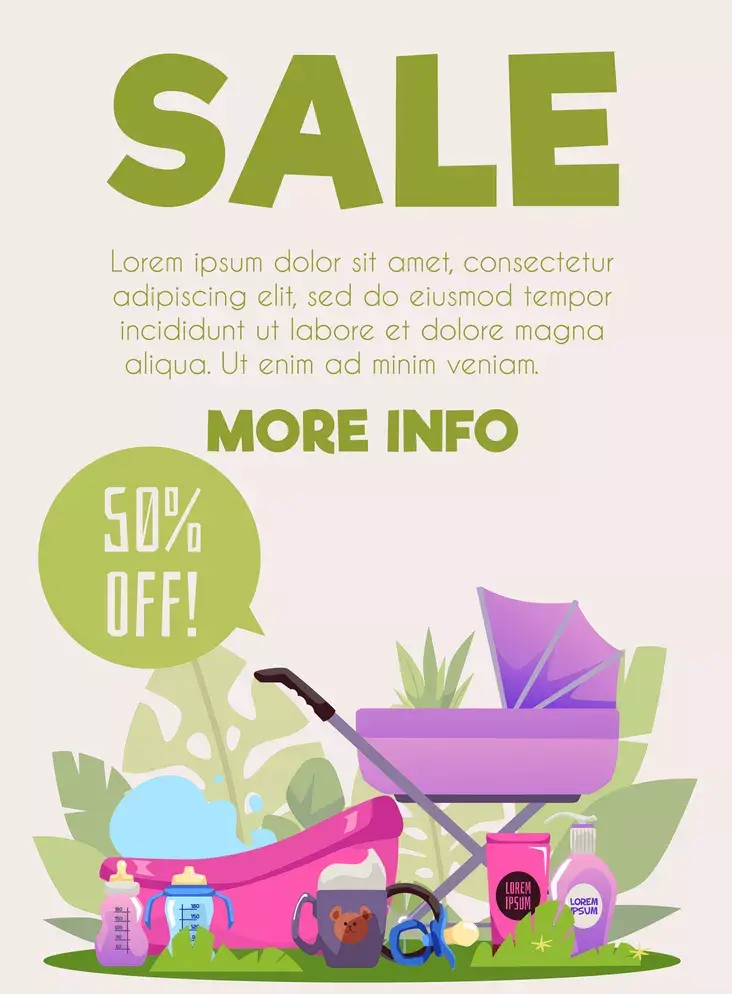 SALE
Lorem ipsum dolor sit amet, consectetur
adipiscing elit, sed do eiusmod tempor
incididunt ut labore et dolore magna
aliqua. Ut enim ad minim veniam.
MORE INFO
50%
OFF!
LOREM
IPSUM
LOREM
IPSUM